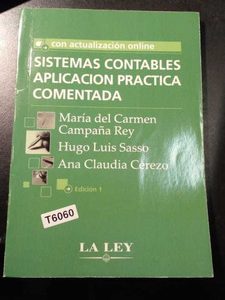 con actualización online
SISTEMAS CONTABLES
APLICACION PRACTICA
COMENTADA
María del Carmen
Campaña Rey
Hugo Luis Sasso
Ana Claudia Cerezo
Edición 1
T6060
LA LEY